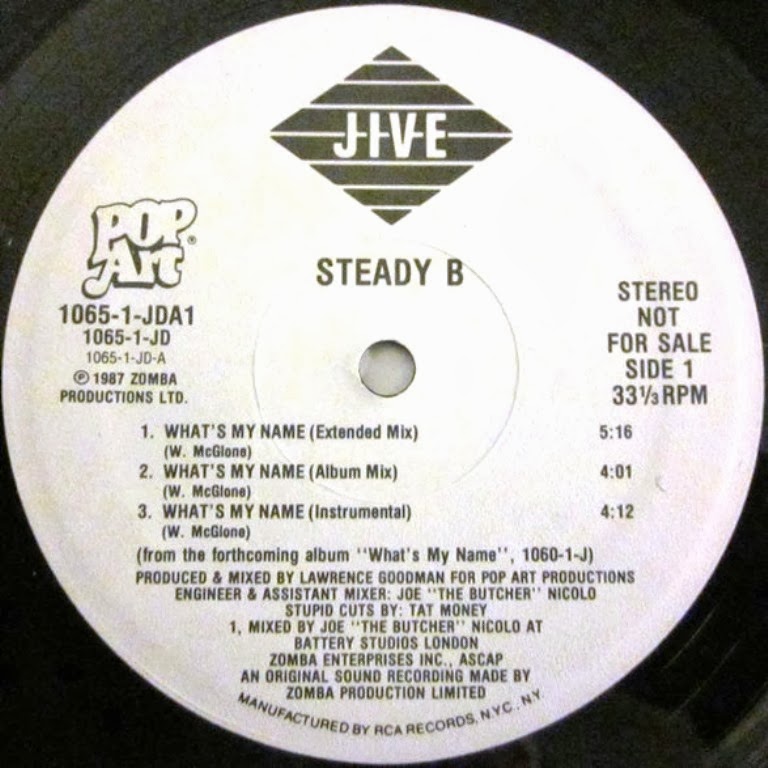 JIVE
POP
Art®
STEADY B
1065-1-JDA1
1065-1-JD
1065-1-JD-A
℗ 1987 ZOMBA
PRODUCTIONS LTD.
STEREO
NOT
FOR SALE
SIDE 1
33⅓ RPM
1. WHAT'S MY NAME (Extended Mix) 5:16
(W. McGlone)
2. WHAT'S MY NAME (Album Mix) 4:01
(W. McGlone)
3. WHAT'S MY NAME (Instrumental) 4:12
(W. McGlone)
(from the forthcoming album "What's My Name", 1060-1-J)
PRODUCED & MIXED BY LAWRENCE GOODMAN FOR POP ART PRODUCTIONS
ENGINEER & ASSISTANT MIXER: JOE "THE BUTCHER" NICOLO
STUPID CUTS BY: TAT MONEY
1, MIXED BY JOE "THE BUTCHER" NICOLO AT
BATTERY STUDIOS LONDON
ZOMBA ENTERPRISES INC., ASCAP
AN ORIGINAL SOUND RECORDING MADE BY
ZOMBA PRODUCTION LIMITED
MANUFACTURED BY RCA RECORDS, N.Y.C., N.Y.